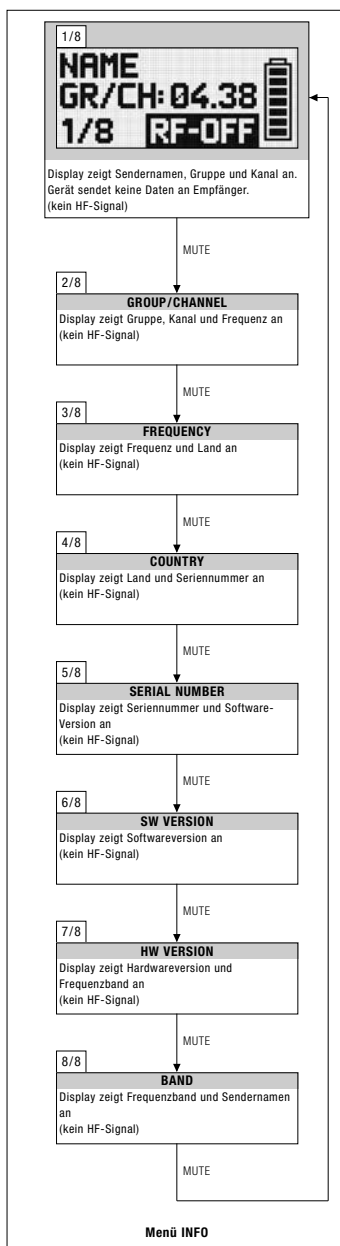 1/8
NAME
GR/CH: 04.38
1/8 RF-OFF
Display zeigt Sendernamen, Gruppe und Kanal an.
Gerät sendet keine Daten an Empfänger.
(kein HF-Signal)
MUTE
2/8
GROUP/CHANNEL
Display zeigt Gruppe, Kanal und Frequenz an
(kein HF-Signal)
MUTE
3/8
FREQUENCY
Display zeigt Frequenz und Land an
(kein HF-Signal)
MUTE
4/8
COUNTRY
Display zeigt Land und Seriennummer an
(kein HF-Signal)
MUTE
5/8
SERIAL NUMBER
Display zeigt Seriennummer und Software-
Version an
(kein HF-Signal)
MUTE
6/8
SW VERSION
Display zeigt Softwareversion an
(kein HF-Signal)
MUTE
7/8
HW VERSION
Display zeigt Hardwareversion und
Frequenzband an
(kein HF-Signal)
MUTE
8/8
BAND
Display zeigt Frequenzband und Sendernamen
an
(kein HF-Signal)
MUTE
Menü INFO